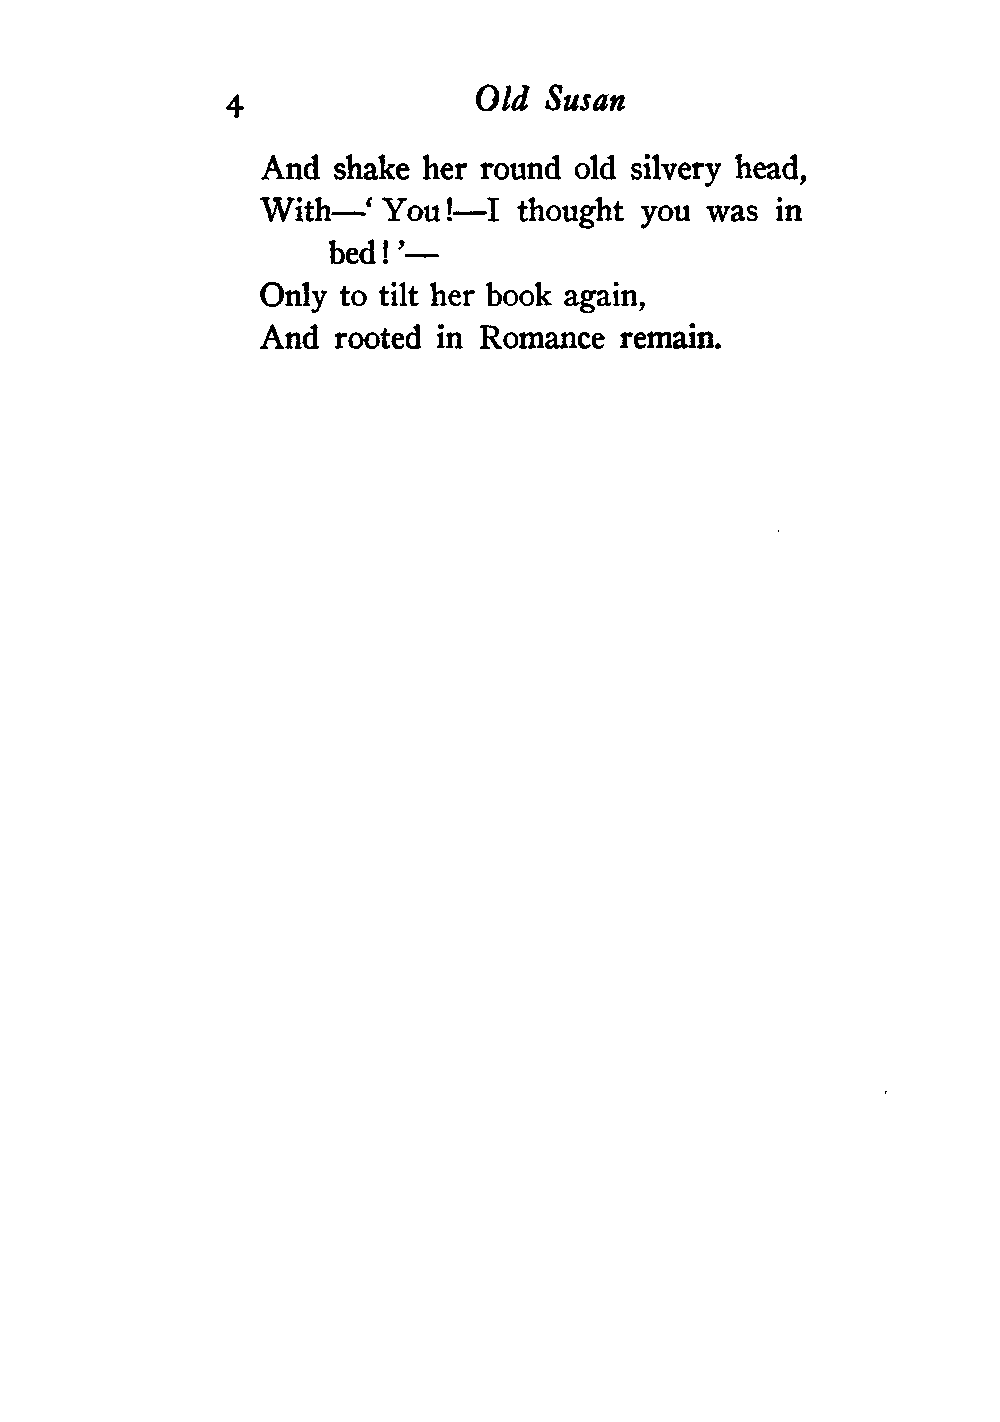 4 Old Susan
And shake her round old silvery head,
With—‘ You!—I thought you was in
bed! ’—
Only to tilt her book again,
And rooted in Romance remain.